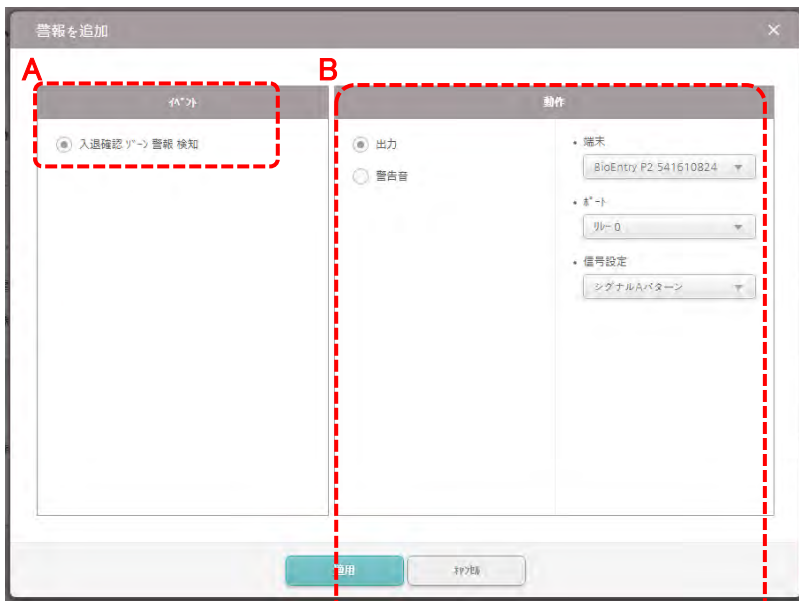 警報を追加
×
A
B
ｲﾍﾞﾝﾄ
動作
入退確認 ｿﾞｰﾝ 警報 検知
出力
警告音
• 端末
BioEntry P2 541610824
• ﾎﾟｰﾄ
ﾘﾚｰ 0
• 信号設定
シグナルAパターン
適用
ｷｬﾝｾﾙ